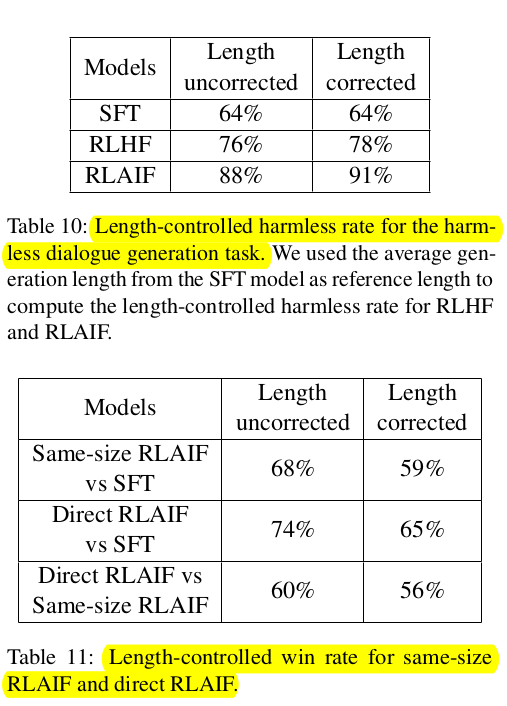 Models Length uncorrected Length corrected
SFT 64% 64%
RLHF 76% 78%
RLAIF 88% 91%
Table 10: Length-controlled harmless rate for the harm-
less dialogue generation task. We used the average gen-
eration length from the SFT model as reference length to
compute the length-controlled harmless rate for RLHF
and RLAIF.
Models Length uncorrected Length corrected
Same-size RLAIF vs SFT 68% 59%
Direct RLAIF vs SFT 74% 65%
Direct RLAIF vs Same-size RLAIF 60% 56%
Table 11: Length-controlled win rate for same-size
RLAIF and direct RLAIF.